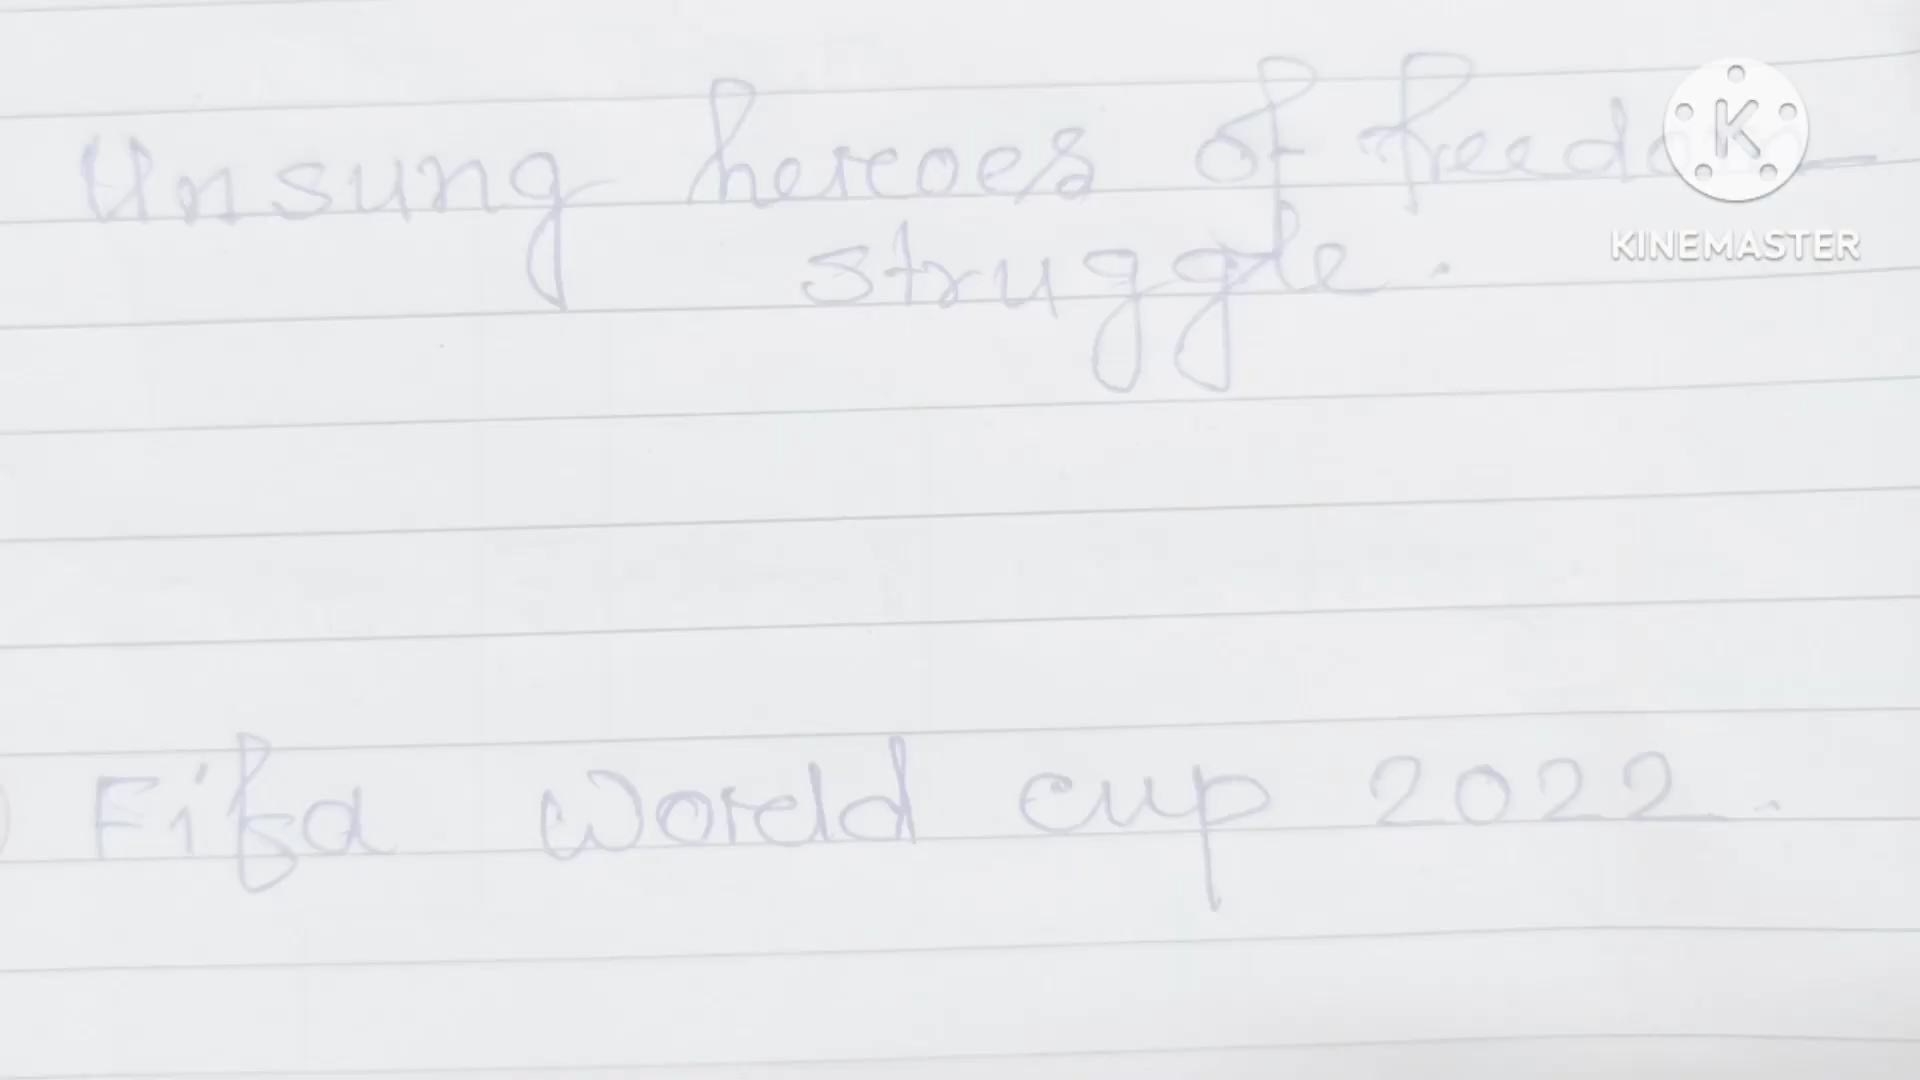 Unsung heroes of freedom
K
KINEMASTER
struggle.
) Fifa world cup 2022.